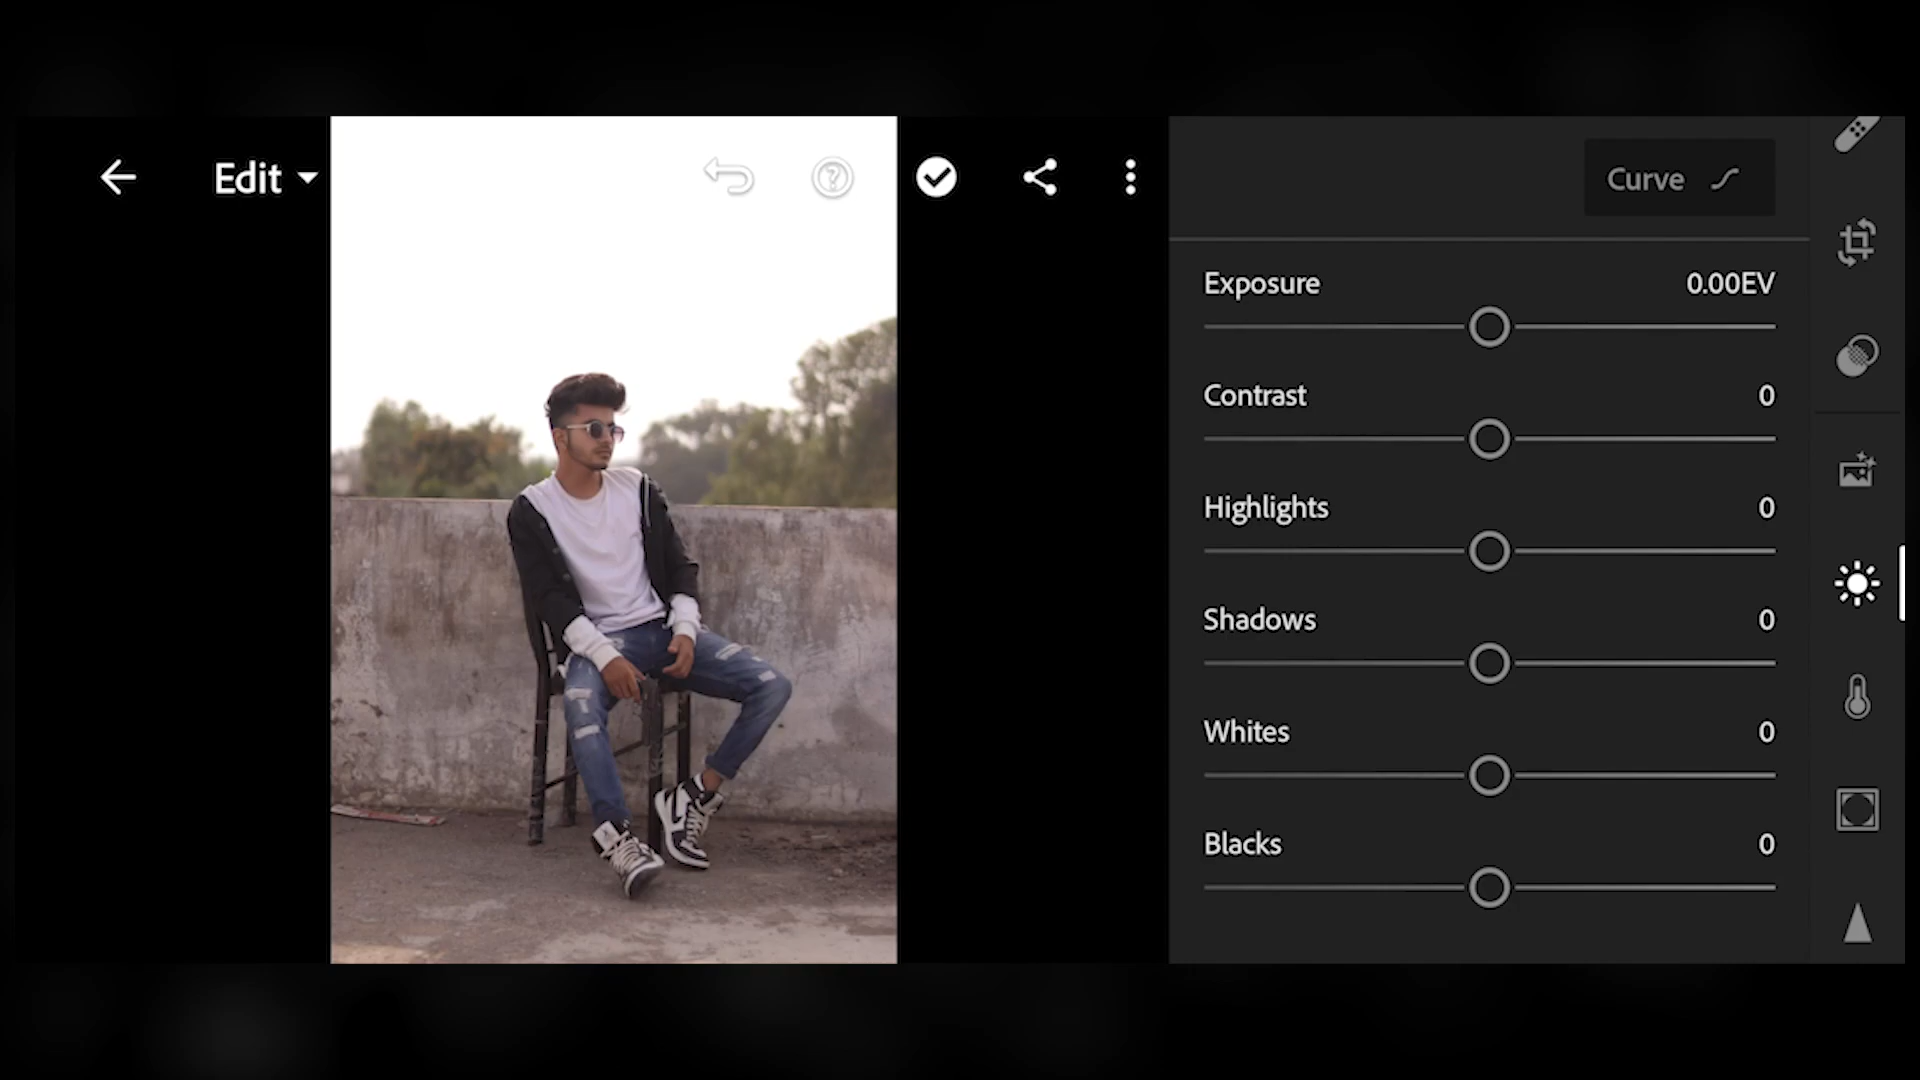 Edit
Curve
Exposure 0.00EV
Contrast 0
Highlights 0
Shadows 0
Whites 0
Blacks 0